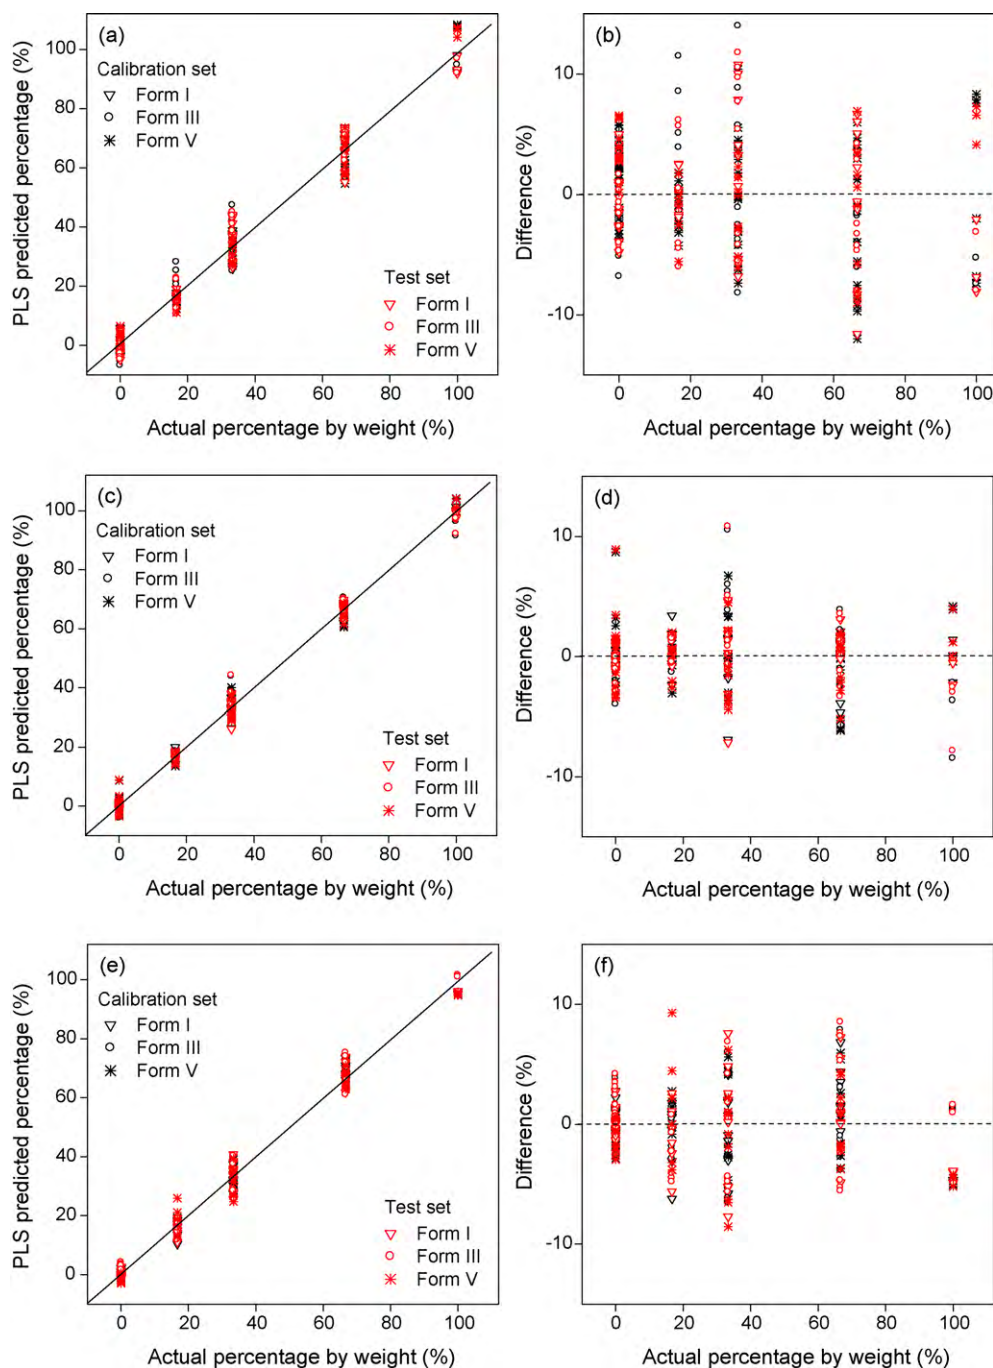 (a)
PLS predicted percentage (%)
100
80
60
40
20
0
Calibration set
Form I
Form III
Form V
Test set
Form I
Form III
Form V
0 20 40 60 80 100
Actual percentage by weight (%)
(b)
Difference (%)
10
0
-10
0 20 40 60 80 100
Actual percentage by weight (%)
(c)
PLS predicted percentage (%)
100
80
60
40
20
0
Calibration set
Form I
Form III
Form V
Test set
Form I
Form III
Form V
0 20 40 60 80 100
Actual percentage by weight (%)
(d)
Difference (%)
10
0
-10
0 20 40 60 80 100
Actual percentage by weight (%)
(e)
PLS predicted percentage (%)
100
80
60
40
20
0
Calibration set
Form I
Form III
Form V
Test set
Form I
Form III
Form V
0 20 40 60 80 100
Actual percentage by weight (%)
(f)
Difference (%)
10
0
-10
0 20 40 60 80 100
Actual percentage by weight (%)